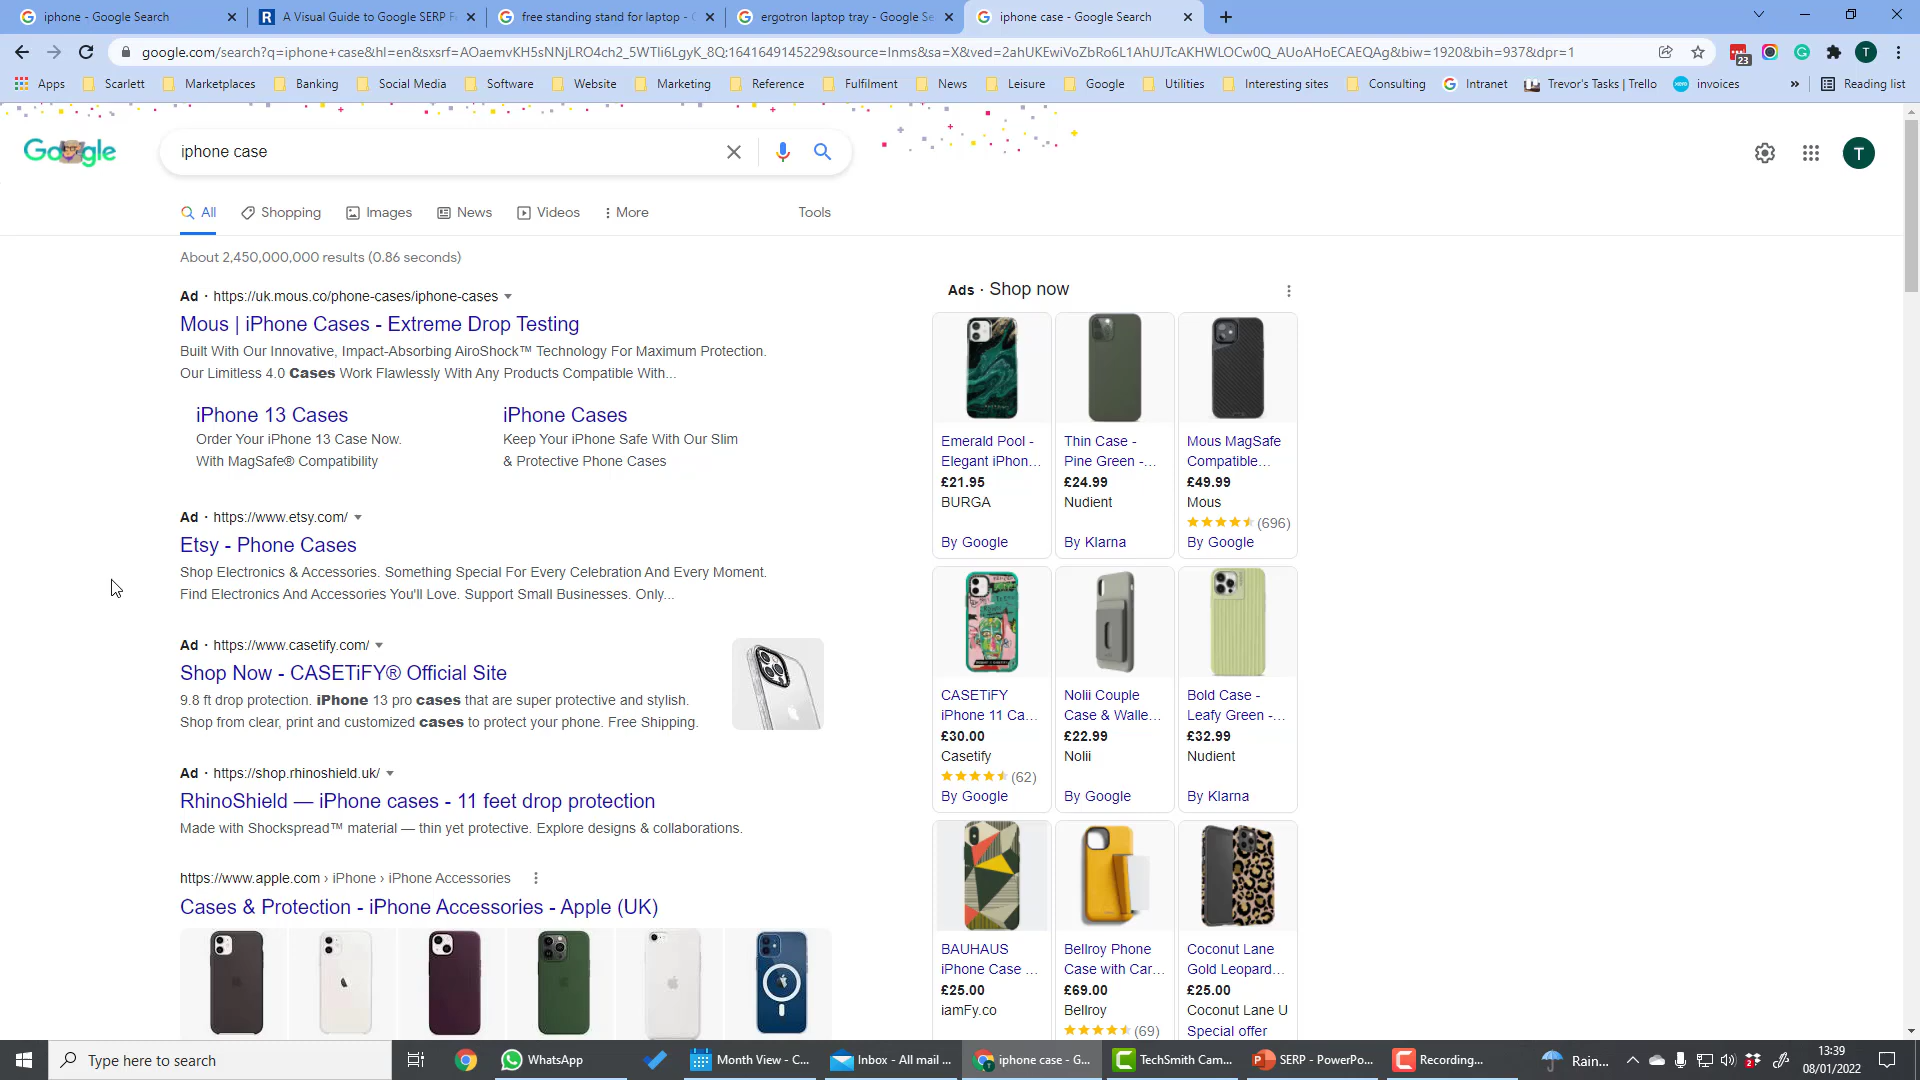 iphone - Google Search
A Visual Guide to Google SERP F
free standing stand for laptop - G
ergotron laptop tray - Google Se
iphone case - Google Search
google.com/search?q=iphone+case&hl=en&sxsrf=AOaemvKH5sNNjLRO4ch2_5WTli6LgyK_8Q:1641649145229&source=lnms&sa=X&ved=2ahUKEwiVoZbRo6L1AhUJTcAKHWLOCw0Q_AUoAHoECAEQAg&biw=1920&bih=937&dpr=1
23
T
Apps
Scarlett
Marketplaces
Banking
Social Media
Software
Website
Marketing
Reference
Fulfilment
News
Leisure
Google
Utilities
Interesting sites
Consulting
Intranet
Trevor's Tasks | Trello
invoices
»
Reading list
Google
iphone case
T
All
Shopping
Images
News
Videos
More
Tools
About 2,450,000,000 results (0.86 seconds)
Ad · https://uk.mous.co/phone-cases/iphone-cases
Mous | iPhone Cases - Extreme Drop Testing
Built With Our Innovative, Impact-Absorbing AiroShock™ Technology For Maximum Protection.
Our Limitless 4.0 Cases Work Flawlessly With Any Products Compatible With...
iPhone 13 Cases
Order Your iPhone 13 Case Now.
With MagSafe® Compatibility
iPhone Cases
Keep Your iPhone Safe With Our Slim
& Protective Phone Cases
Ad · https://www.etsy.com/
Etsy - Phone Cases
Shop Electronics & Accessories. Something Special For Every Celebration And Every Moment.
Find Electronics And Accessories You'll Love. Support Small Businesses. Only...
Ad · https://www.casetify.com/
Shop Now - CASETiFY® Official Site
9.8 ft drop protection. iPhone 13 pro cases that are super protective and stylish.
Shop from clear, print and customized cases to protect your phone. Free Shipping.
Ad · https://shop.rhinoshield.uk/
RhinoShield — iPhone cases - 11 feet drop protection
Made with Shockspread™ material — thin yet protective. Explore designs & collaborations.
https://www.apple.com › iPhone › iPhone Accessories
Cases & Protection - iPhone Accessories - Apple (UK)
Ads · Shop now
Emerald Pool -
Elegant iPhon...
£21.95
BURGA
By Google
Thin Case -
Pine Green -...
£24.99
Nudient
By Klarna
Mous MagSafe
Compatible...
£49.99
Mous
(696)
By Google
CASETiFY
iPhone 11 Ca...
£30.00
Casetify
(62)
By Google
Nolii Couple
Case & Walle...
£22.99
Nolii
By Google
Bold Case -
Leafy Green -...
£32.99
Nudient
By Klarna
BAUHAUS
iPhone Case ...
£25.00
iamFy.co
Bellroy Phone
Case with Car...
£69.00
Bellroy
(69)
Coconut Lane
Gold Leopard...
£25.00
Coconut Lane U
Special offer
Type here to search
WhatsApp
Month View - C...
Inbox - All mail ...
iphone case - G...
TechSmith Cam...
SERP - PowerPo...
Recording...
Rain...
13:39
08/01/2022